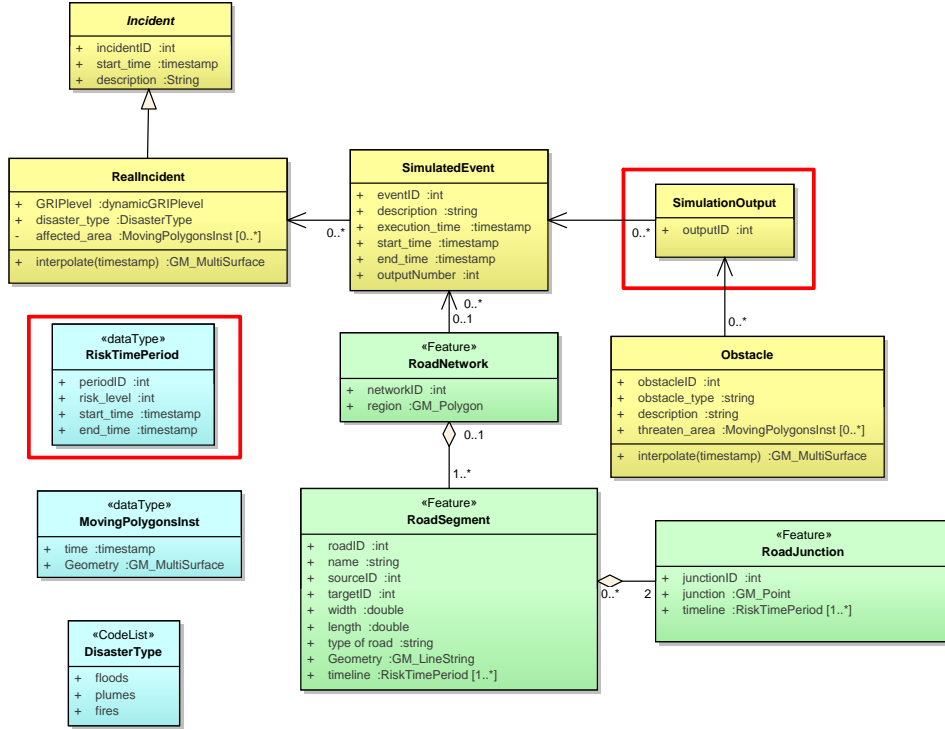 Incident
+ incidentID :int
+ start_time :timestamp
+ description :String
RealIncident
+ GRIPlevel :dynamicGRIPlevel
+ disaster_type :DisasterType
- affected_area :MovingPolygonsInst [0..*]
+ interpolate(timestamp) :GM_MultiSurface
SimulatedEvent
+ eventID :int
+ description :string
+ execution_time :timestamp
+ start_time :timestamp
+ end_time :timestamp
+ outputNumber :int
0..*
SimulationOutput
+ outputID :int
0..*
0..*
0..1
0..*
«dataType»
RiskTimePeriod
+ periodID :int
+ risk_level :int
+ start_time :timestamp
+ end_time :timestamp
«Feature»
RoadNetwork
+ networkID :int
+ region :GM_Polygon
0..1
1..*
Obstacle
+ obstacleID :int
+ obstacle_type :string
+ description :string
+ threaten_area :MovingPolygonsInst [0..*]
+ interpolate(timestamp) :GM_MultiSurface
«dataType»
MovingPolygonsInst
+ time :timestamp
+ Geometry :GM_MultiSurface
«Feature»
RoadSegment
+ roadID :int
+ name :string
+ sourceID :int
+ targetID :int
+ width :double
+ length :double
+ type of road :string
+ Geometry :GM_LineString
+ timeline :RiskTimePeriod [1..*]
0..*
2
«Feature»
RoadJunction
+ junctionID :int
+ junction :GM_Point
+ timeline :RiskTimePeriod [1..*]
«CodeList»
DisasterType
+ floods
+ plumes
+ fires